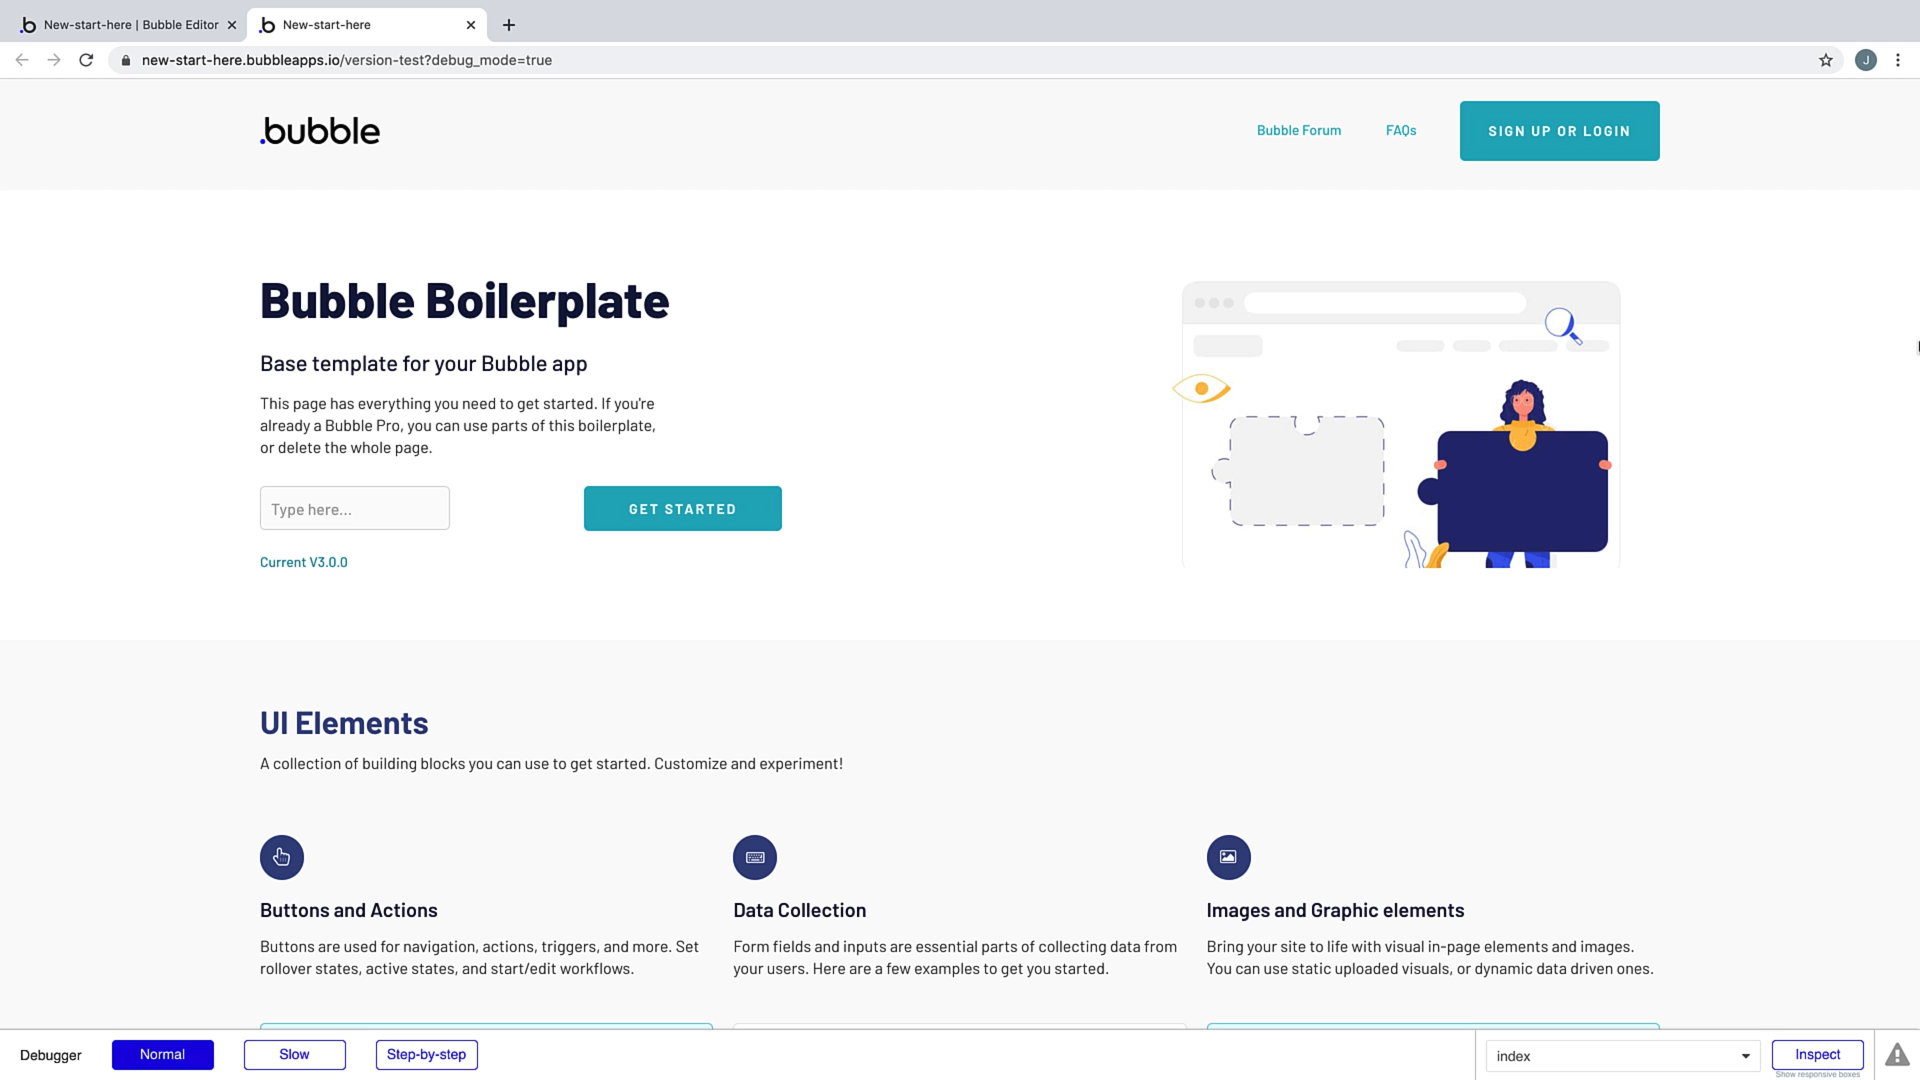 New-start-here | Bubble Editor
New-start-here
new-start-here.bubbleapps.io/version-test?debug_mode=true
J
.bubble
Bubble Forum
FAQs
SIGN UP OR LOGIN
Bubble Boilerplate
Base template for your Bubble app
This page has everything you need to get started. If you're
already a Bubble Pro, you can use parts of this boilerplate,
or delete the whole page.
Type here...
GET STARTED
Current V3.0.0
UI Elements
A collection of building blocks you can use to get started. Customize and experiment!
Buttons and Actions
Buttons are used for navigation, actions, triggers, and more. Set
rollover states, active states, and start/edit workflows.
Data Collection
Form fields and inputs are essential parts of collecting data from
your users. Here are a few examples to get you started.
Images and Graphic elements
Bring your site to life with visual in-page elements and images.
You can use static uploaded visuals, or dynamic data driven ones.
Debugger
Normal
Slow
Step-by-step
index
Inspect
Show responsive boxes